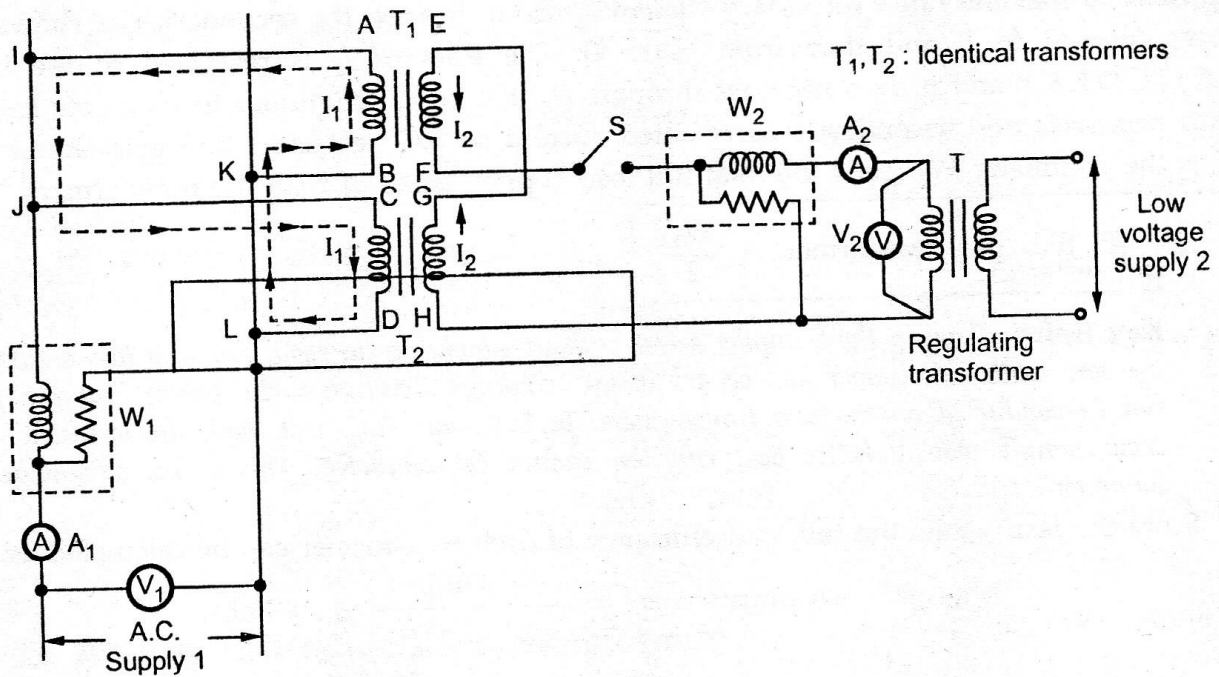 A T1 E
I
T1,T2 : Identical transformers
I1
I2
S
W2
A2
A
K
B F
C G
J
V2
V
T
Low
voltage
supply 2
I1
I2
L
D H
T2
Regulating
transformer
W1
A
A1
V1
A.C.
Supply 1